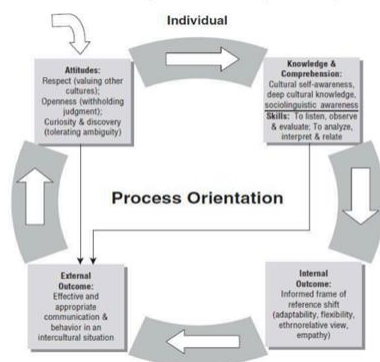 Individual
Attitudes:
Respect (valuing other
cultures);
Openness (withholding
judgment);
Curiosity & discovery
(tolerating ambiguity)
Knowledge &
Comprehension:
Cultural self-awareness,
deep cultural knowledge,
sociolinguistic awareness
Skills: To listen, observe
& evaluate; To analyze,
interpret & relate
Process Orientation
External
Outcome:
Effective and
appropriate
communication &
behavior in an
intercultural situation
Internal
Outcome:
Informed frame of
reference shift
(adaptability, flexibility,
ethnorelative view,
empathy)